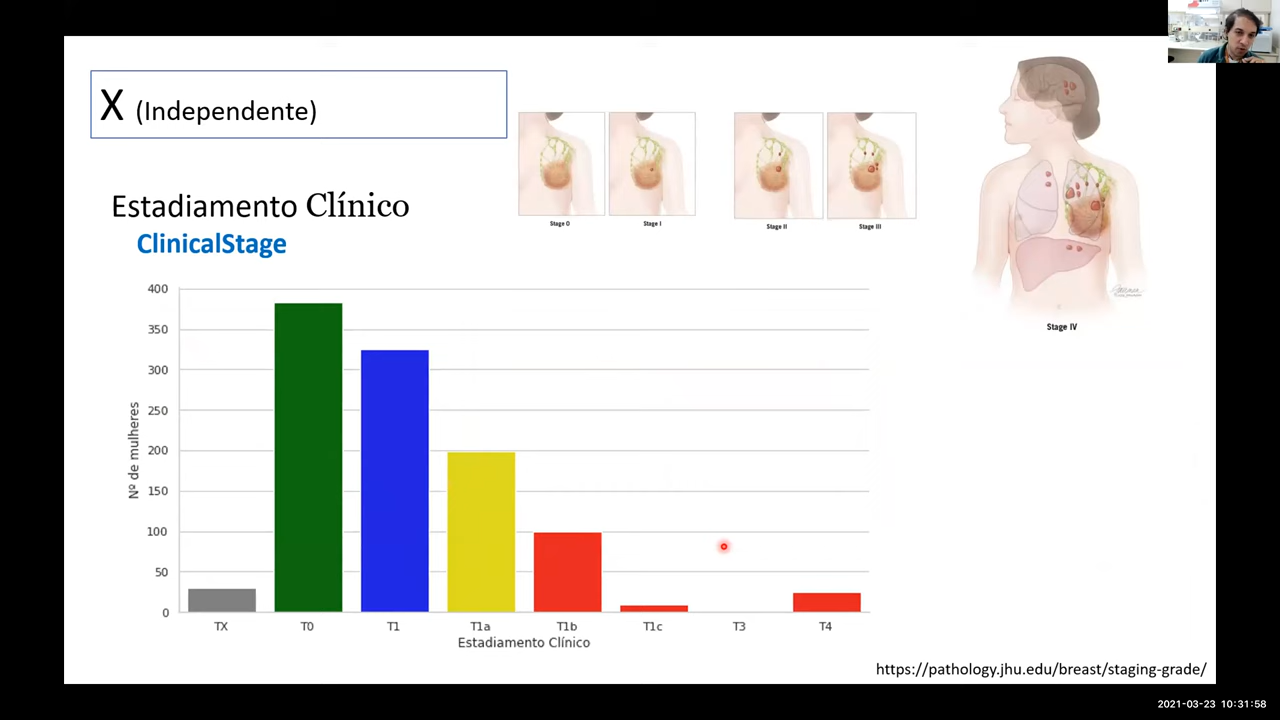 X (Independente)
Estadiamento Clínico
ClinicalStage
Stage 0
Stage I
Stage II
Stage III
Stage IV
400
350
300
250
200
150
100
50
0
Nº de mulheres
TX T0 T1 T1a T1b T1c T3 T4
Estadiamento Clínico
https://pathology.jhu.edu/breast/staging-grade/
2021-03-23 10:31:58